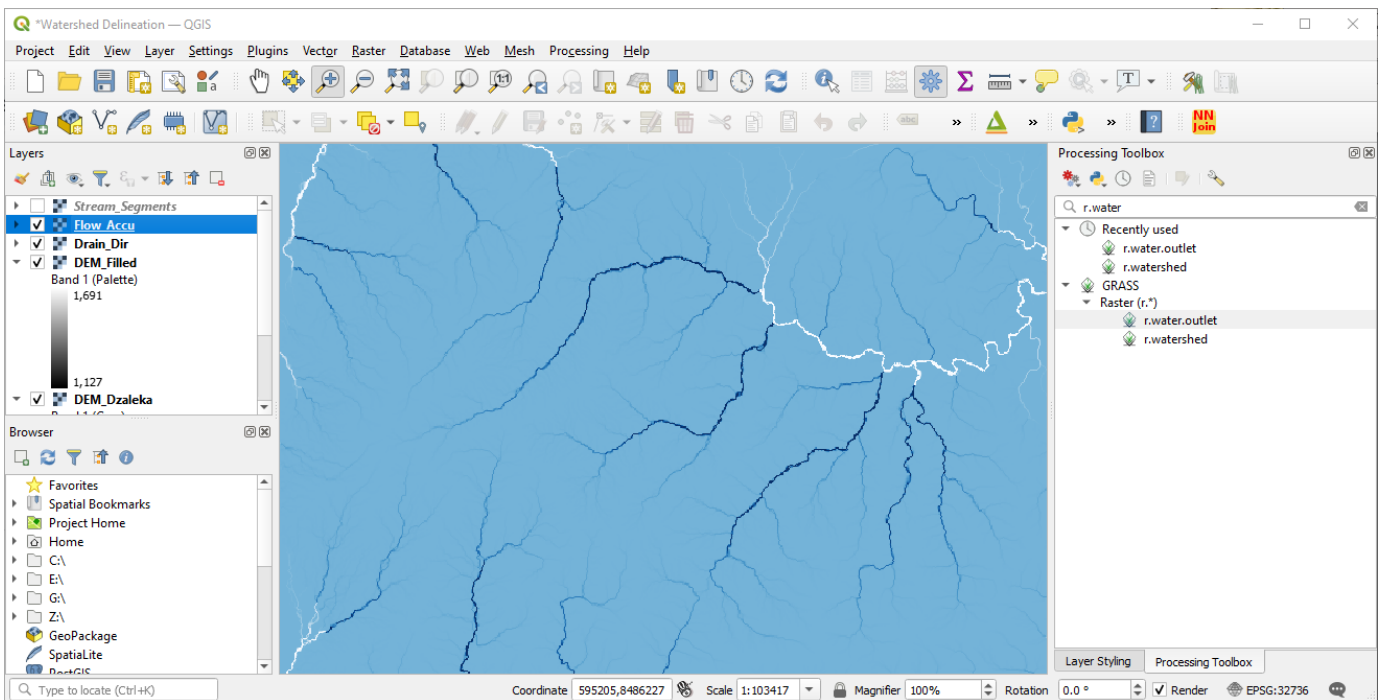 *Watershed Delineation — QGIS
Project Edit View Layer Settings Plugins Vector Raster Database Web Mesh Processing Help
1:1
a
Σ
T
abc
»
»
»
?
NN
Join
Layers
Stream_Segments
Flow_Accu
Drain_Dir
DEM_Filled
Band 1 (Palette)
1,691
1,127
DEM_Dzaleka
Browser
Favorites
Spatial Bookmarks
Project Home
Home
C:\
E:\
G:\
Z:\
GeoPackage
SpatiaLite
PostGIS
Processing Toolbox
r.water
Recently used
r.water.outlet
r.watershed
GRASS
Raster (r.*)
r.water.outlet
r.watershed
Layer Styling Processing Toolbox
Type to locate (Ctrl+K) Coordinate 595205,8486227 Scale 1:103417 Magnifier 100% Rotation 0.0 ° Render EPSG:32736